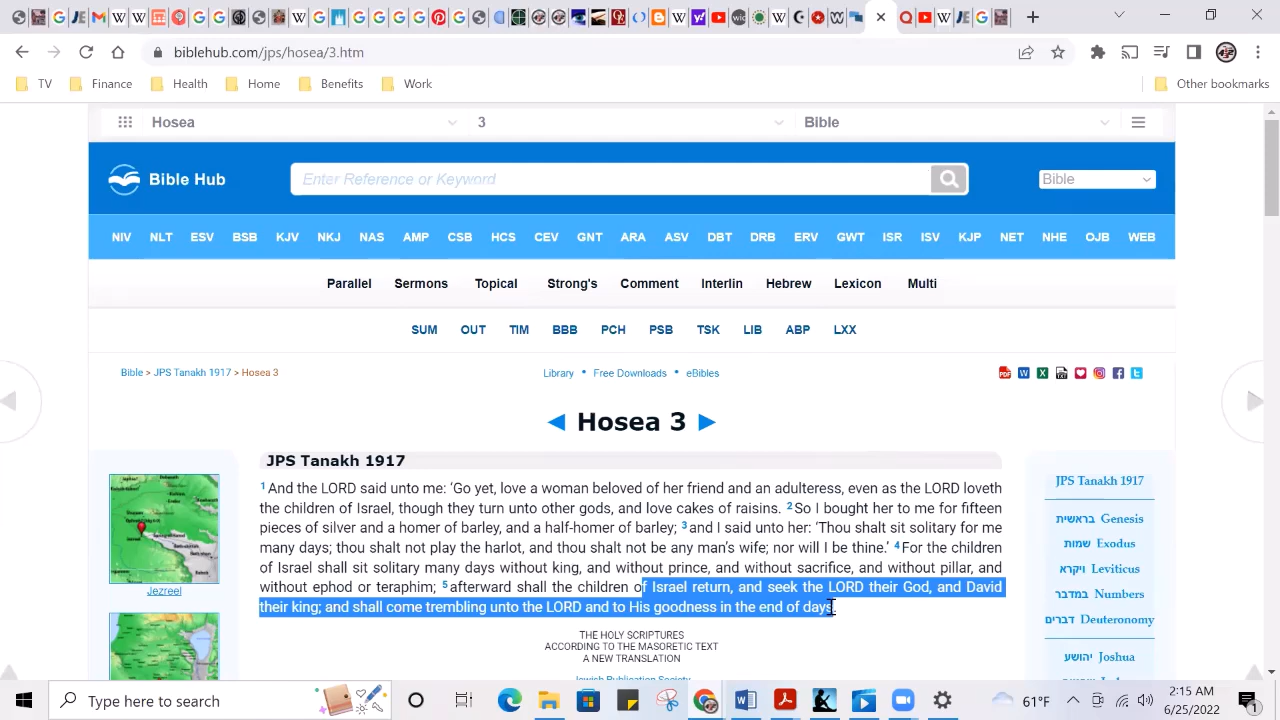 biblehub.com/jps/hosea/3.htm
TV Finance Health Home Benefits Work Other bookmarks
Hosea 3 Bible
Bible Hub Enter Reference or Keyword Bible
NIV NLT ESV BSB KJV NKJ NAS AMP CSB HCS CEV GNT ARA ASV DBT DRB ERV GWT ISR ISV KJP NET NHE OJB WEB
Parallel Sermons Topical Strong's Comment Interlin Hebrew Lexicon Multi
SUM OUT TIM BBB PCH PSB TSK LIB ABP LXX
Bible > JPS Tanakh 1917 > Hosea 3 Library • Free Downloads • eBibles
◄ Hosea 3 ►
JPS Tanakh 1917
1 And the LORD said unto me: ‘Go yet, love a woman beloved of her friend and an adulteress, even as the LORD loveth
the children of Israel, though they turn unto other gods, and love cakes of raisins. 2 So I bought her to me for fifteen
pieces of silver and a homer of barley, and a half-homer of barley; 3 and I said unto her: ‘Thou shalt sit solitary for me
many days; thou shalt not play the harlot, and thou shalt not be any man’s wife; nor will I be thine.’ 4 For the children
of Israel shall sit solitary many days without king, and without prince, and without sacrifice, and without pillar, and
without ephod or teraphim; 5 afterward shall the children of Israel return, and seek the LORD their God, and David
their king; and shall come trembling unto the LORD and to His goodness in the end of days.
THE HOLY SCRIPTURES
ACCORDING TO THE MASORETIC TEXT
A NEW TRANSLATION
Jewish Publication Society
Jezreel
JPS Tanakh 1917
בראשית Genesis
שמות Exodus
ויקרא Leviticus
במדבר Numbers
דברים Deuteronomy
יהושע Joshua
Type here to search
61°F
2:15 AM
6/25/2022